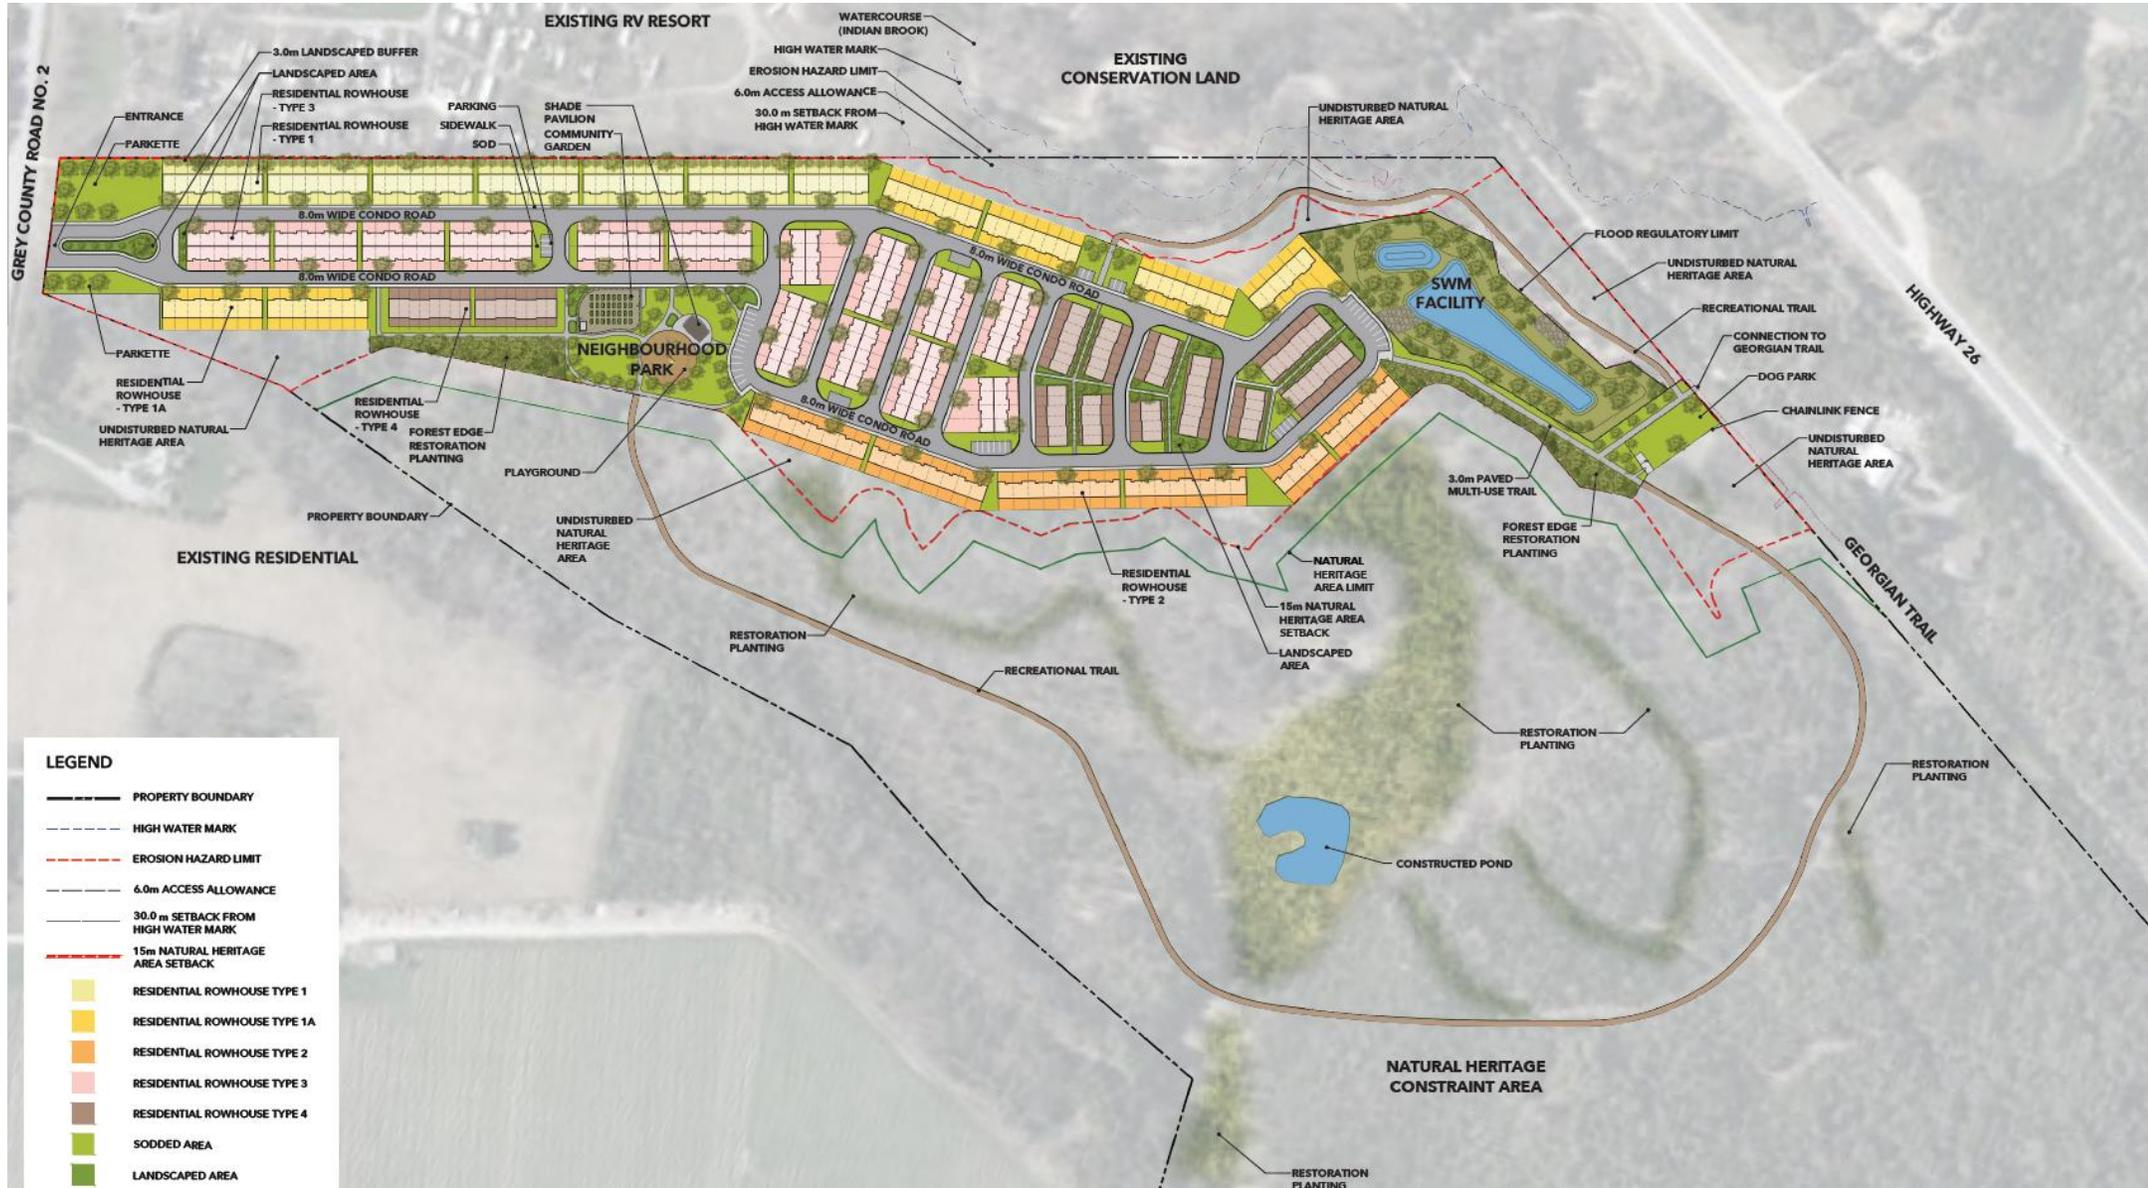 EXISTING RV RESORT
WATERCOURSE
(INDIAN BROOK)
HIGH WATER MARK
EROSION HAZARD LIMIT
6.0m ACCESS ALLOWANCE
30.0 m SETBACK FROM
HIGH WATER MARK
EXISTING
CONSERVATION LAND
UNDISTURBED NATURAL
HERITAGE AREA
GREY COUNTY ROAD NO. 2
3.0m LANDSCAPED BUFFER
LANDSCAPED AREA
RESIDENTIAL ROWHOUSE
- TYPE 3
RESIDENTIAL ROWHOUSE
- TYPE 1
ENTRANCE
PARKETTE
PARKING
SIDEWALK
SOD
SHADE
PAVILION
COMMUNITY
GARDEN
8.0m WIDE CONDO ROAD
8.0m WIDE CONDO ROAD
8.0m WIDE CONDO ROAD
8.0m WIDE CONDO ROAD
SWM
FACILITY
FLOOD REGULATORY LIMIT
UNDISTURBED NATURAL
HERITAGE AREA
RECREATIONAL TRAIL
CONNECTION TO
GEORGIAN TRAIL
DOG PARK
CHAINLINK FENCE
UNDISTURBED
NATURAL
HERITAGE AREA
HIGHWAY 26
GEORGIAN TRAIL
PARKETTE
RESIDENTIAL
ROWHOUSE
- TYPE 1A
UNDISTURBED NATURAL
HERITAGE AREA
RESIDENTIAL
ROWHOUSE
- TYPE 4
FOREST EDGE
RESTORATION
PLANTING
NEIGHBOURHOOD
PARK
PLAYGROUND
PROPERTY BOUNDARY
UNDISTURBED
NATURAL
HERITAGE
AREA
EXISTING RESIDENTIAL
3.0m PAVED
MULTI-USE TRAIL
FOREST EDGE
RESTORATION
PLANTING
RESIDENTIAL
ROWHOUSE
- TYPE 2
NATURAL
HERITAGE
AREA LIMIT
15m NATURAL
HERITAGE AREA
SETBACK
LANDSCAPED
AREA
RESTORATION
PLANTING
RECREATIONAL TRAIL
RESTORATION
PLANTING
RESTORATION
PLANTING
CONSTRUCTED POND
NATURAL HERITAGE
CONSTRAINT AREA
RESTORATION
PLANTING
LEGEND
PROPERTY BOUNDARY
HIGH WATER MARK
EROSION HAZARD LIMIT
6.0m ACCESS ALLOWANCE
30.0 m SETBACK FROM
HIGH WATER MARK
15m NATURAL HERITAGE
AREA SETBACK
RESIDENTIAL ROWHOUSE TYPE 1
RESIDENTIAL ROWHOUSE TYPE 1A
RESIDENTIAL ROWHOUSE TYPE 2
RESIDENTIAL ROWHOUSE TYPE 3
RESIDENTIAL ROWHOUSE TYPE 4
SODDED AREA
LANDSCAPED AREA